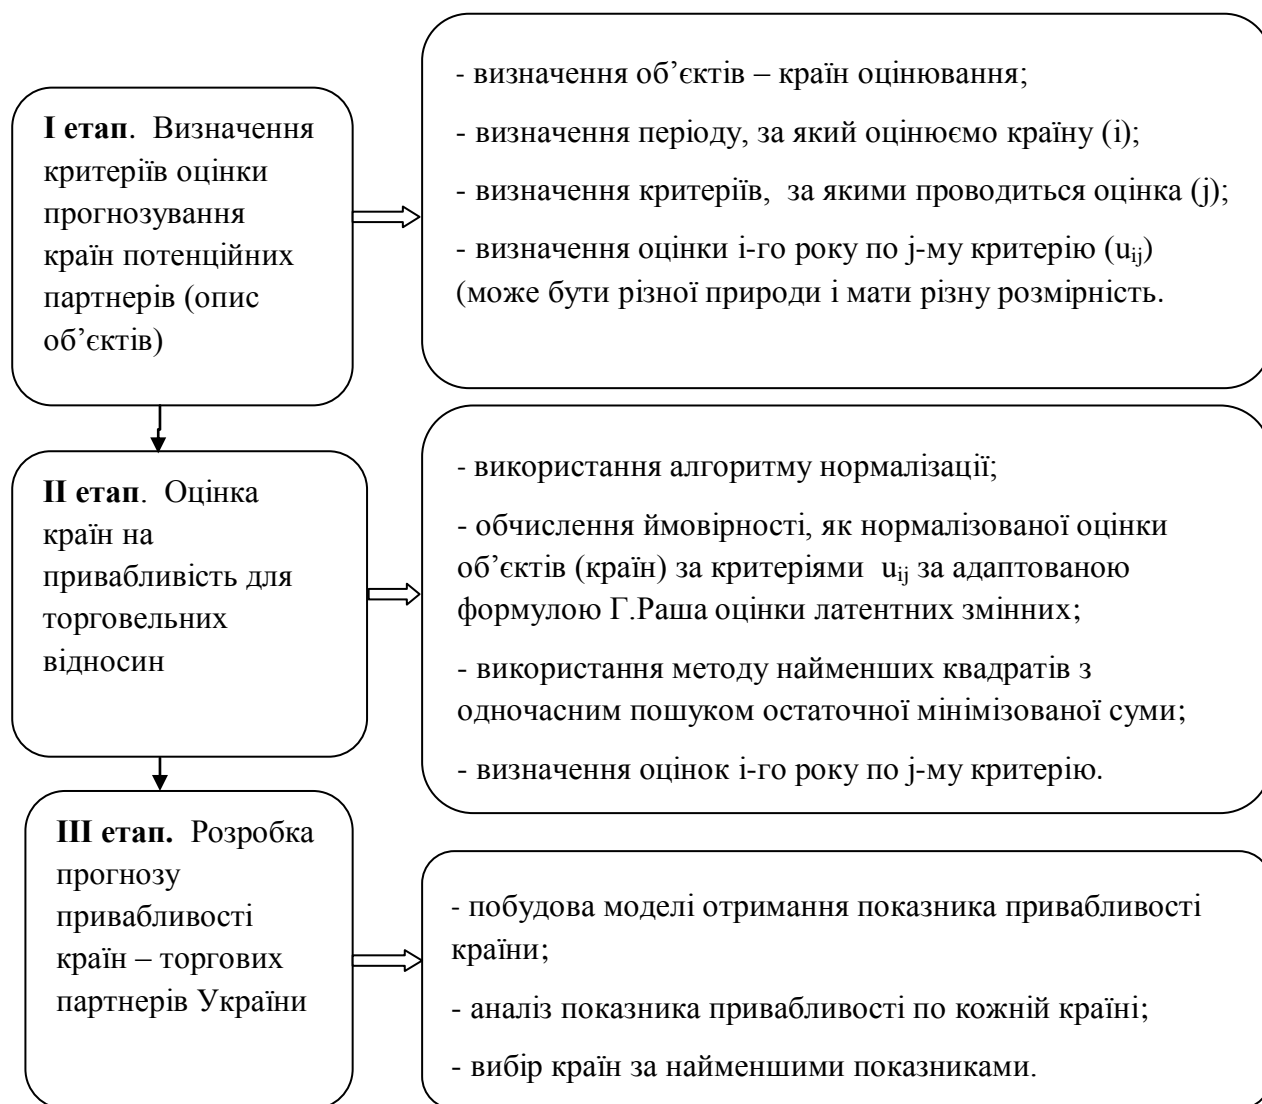 І етап. Визначення
критеріїв оцінки
прогнозування
країн потенційних
партнерів (опис
об’єктів)
- визначення об’єктів – країн оцінювання;
- визначення періоду, за який оцінюємо країну (і);
- визначення критеріїв, за якими проводиться оцінка (j);
- визначення оцінки і-го року по j-му критерію (uij)
(може бути різної природи і мати різну розмірність.
ІІ етап. Оцінка
країн на
привабливість для
торговельних
відносин
- використання алгоритму нормалізації;
- обчислення ймовірності, як нормалізованої оцінки
об’єктів (країн) за критеріями uij за адаптованою
формулою Г.Раша оцінки латентних змінних;
- використання методу найменших квадратів з
одночасним пошуком остаточної мінімізованої суми;
- визначення оцінок і-го року по j-му критерію.
ІІІ етап. Розробка
прогнозу
привабливості
країн – торгових
партнерів України
- побудова моделі отримання показника привабливості
країни;
- аналіз показника привабливості по кожній країні;
- вибір країн за найменшими показниками.